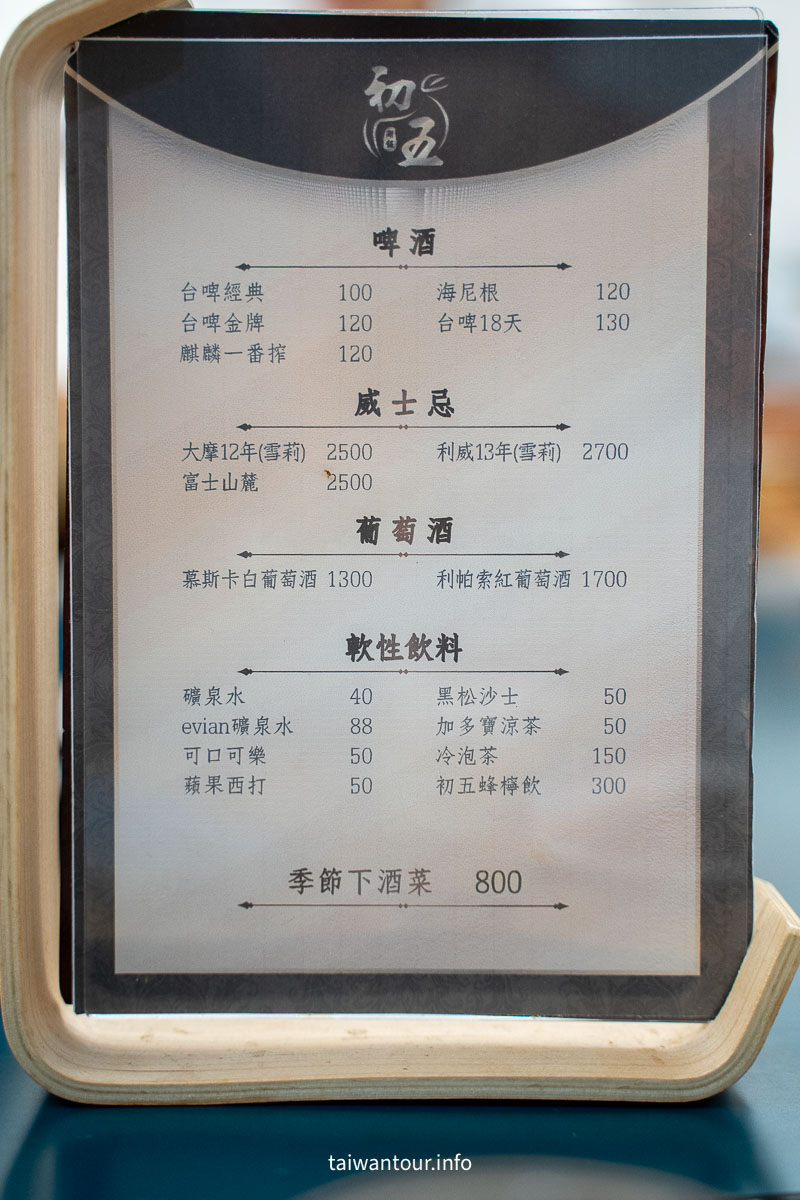 初五
啤酒
台啤經典 100 海尼根 120
台啤金牌 120 台啤18天 130
麒麟一番搾 120
威士忌
大摩12年(雪莉) 2500 利威13年(雪莉) 2700
富士山麓 2500
葡萄酒
慕斯卡白葡萄酒 1300 利帕索紅葡萄酒 1700
軟性飲料
礦泉水 40 黑松沙士 50
evian礦泉水 88 加多寶涼茶 50
可口可樂 50 冷泡茶 150
蘋果西打 50 初五蜂檸飲 300
季節下酒菜 800
taiwantour.info